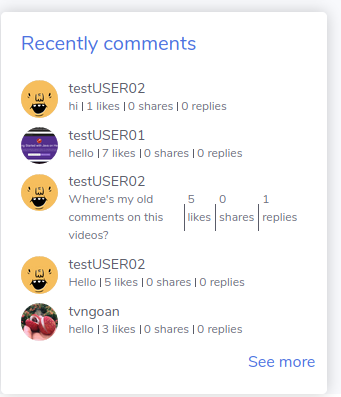 Recently comments
testUSER02
hi | 1 likes | 0 shares | 0 replies
testUSER01
hello | 7 likes | 0 shares | 0 replies
testUSER02
Where's my old 5 0 1
comments on this likes shares replies
videos?
testUSER02
Hello | 5 likes | 0 shares | 0 replies
tvngoan
hello | 3 likes | 0 shares | 0 replies
See more